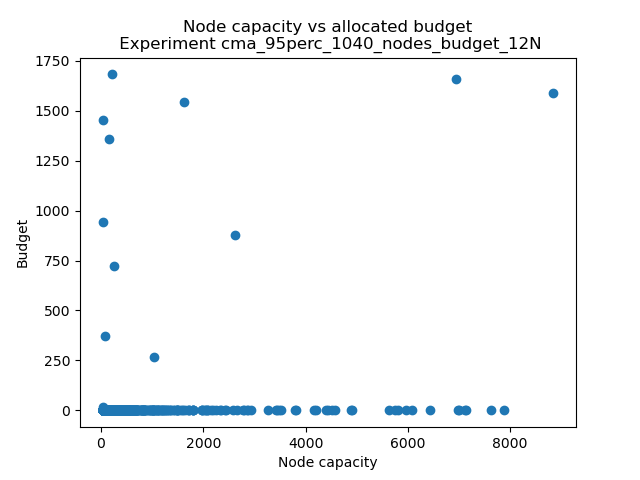 Node capacity vs allocated budget
Experiment cma_95perc_1040_nodes_budget_12N
1750
1500
1250
1000
750
500
250
0
Budget
0 2000 4000 6000 8000
Node capacity